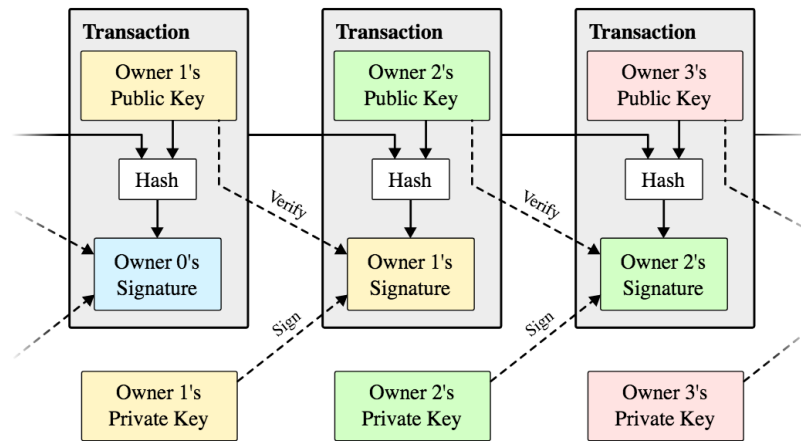 Transaction
Owner 1's
Public Key
Hash
Owner 0's
Signature
Transaction
Owner 2's
Public Key
Hash
Verify
Owner 1's
Signature
Sign
Transaction
Owner 3's
Public Key
Hash
Verify
Owner 2's
Signature
Sign
Owner 1's
Private Key
Owner 2's
Private Key
Owner 3's
Private Key